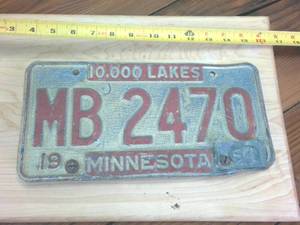 10,000 LAKES
MB 2470
19 MINNESOTA